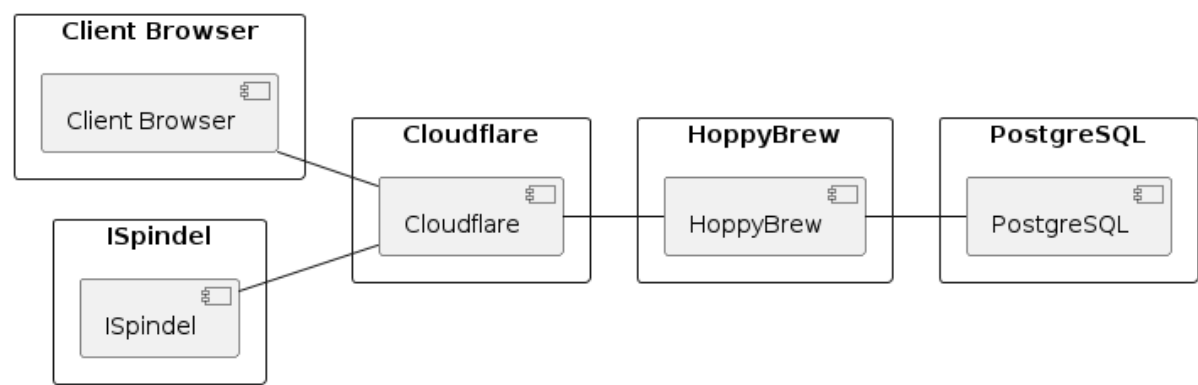 Client Browser
Client Browser
ISpindel
ISpindel
Cloudflare
Cloudflare
HoppyBrew
HoppyBrew
PostgreSQL
PostgreSQL